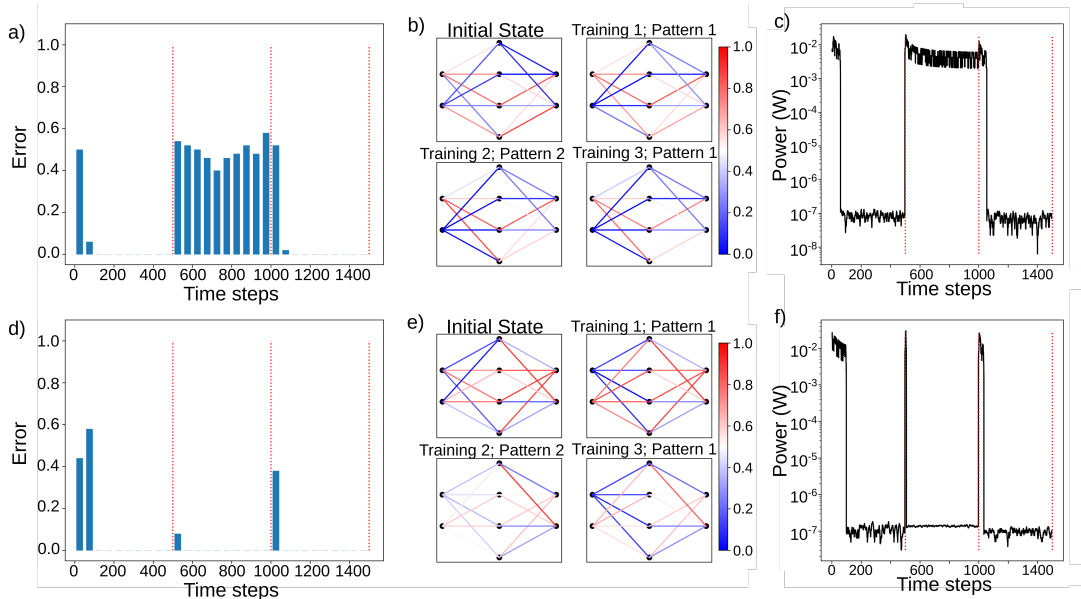 a)
1.0
0.8
0.6
0.4
0.2
0.0
Error
0 200 400 600 800 1000 1200 1400
Time steps
b)
Initial State
Training 1; Pattern 1
Training 2; Pattern 2
Training 3; Pattern 1
1.0
0.8
0.6
0.4
0.2
0.0
c)
10⁻²
10⁻³
10⁻⁴
10⁻⁵
10⁻⁶
10⁻⁷
10⁻⁸
Power (W)
0 200 600 1000 1400
Time steps
d)
1.0
0.8
0.6
0.4
0.2
0.0
Error
0 200 400 600 800 1000 1200 1400
Time steps
e)
Initial State
Training 1; Pattern 1
Training 2; Pattern 2
Training 3; Pattern 1
1.0
0.8
0.6
0.4
0.2
0.0
f)
10⁻²
10⁻³
10⁻⁴
10⁻⁵
10⁻⁶
10⁻⁷
Power (W)
0 200 600 1000 1400
Time steps